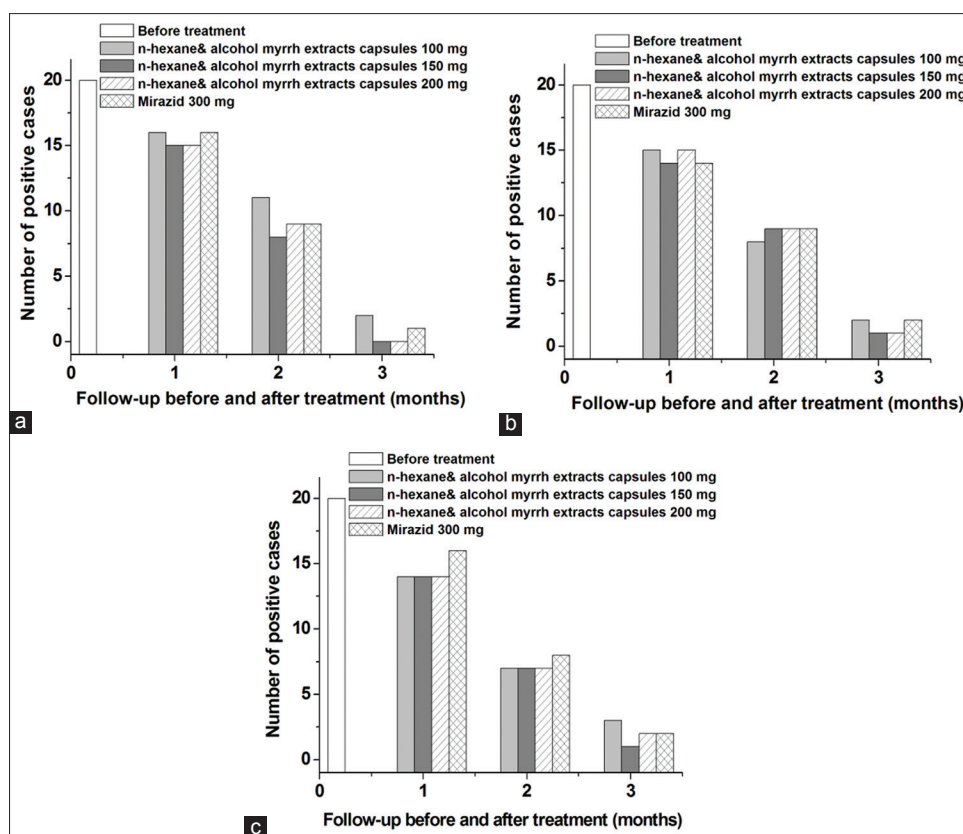 Before treatment
n-hexane& alcohol myrrh extracts capsules 100 mg
n-hexane& alcohol myrrh extracts capsules 150 mg
n-hexane& alcohol myrrh extracts capsules 200 mg
Mirazid 300 mg
Number of positive cases
20
15
10
5
0
0 1 2 3
Follow-up before and after treatment (months)
a
Before treatment
n-hexane& alcohol myrrh extracts capsules 100 mg
n-hexane& alcohol myrrh extracts capsules 150 mg
n-hexane& alcohol myrrh extracts capsules 200 mg
Mirazid 300 mg
Number of positive cases
20
15
10
5
0
0 1 2 3
Follow-up before and after treatment (months)
b
Before treatment
n-hexane& alcohol myrrh extracts capsules 100 mg
n-hexane& alcohol myrrh extracts capsules 150 mg
n-hexane& alcohol myrrh extracts capsules 200 mg
Mirazid 300 mg
Number of positive cases
20
15
10
5
0
0 1 2 3
Follow-up before and after treatment (months)
c